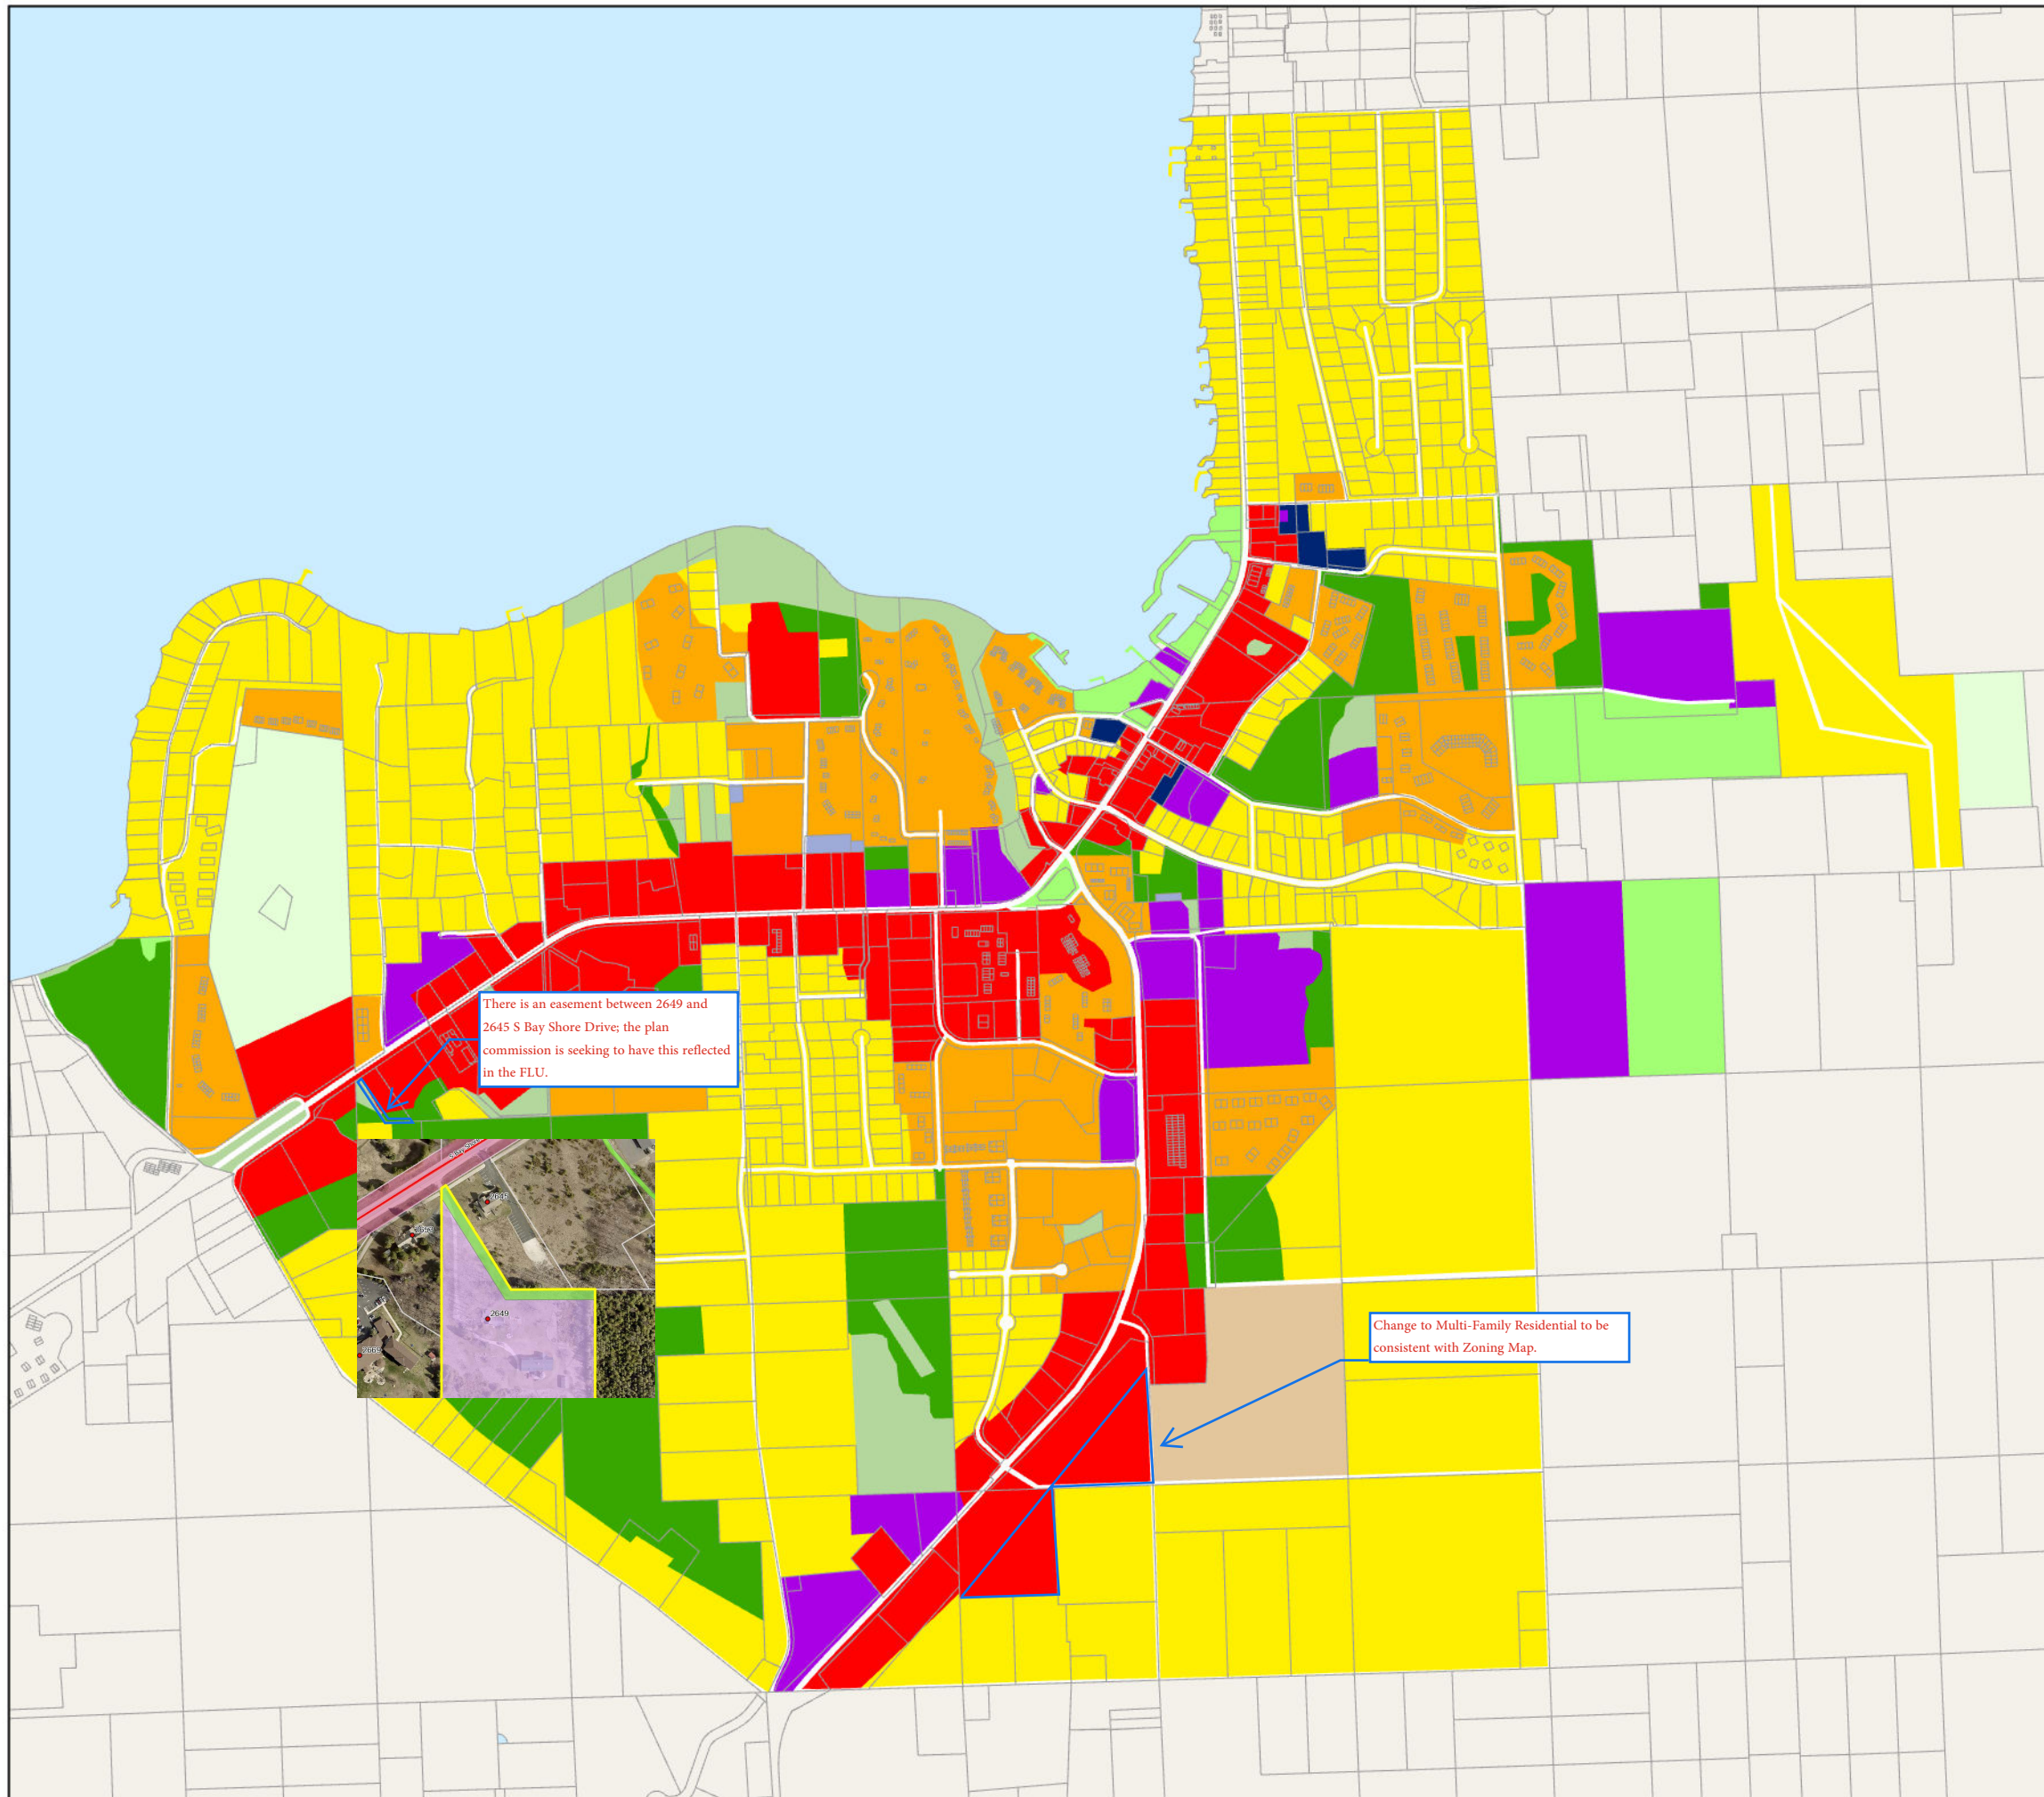 There is an easement between 2649 and
2645 S Bay Shore Drive; the plan
commission is seeking to have this reflected
in the FLU.
2645
2649
2669
Change to Multi-Family Residential to be
consistent with Zoning Map.